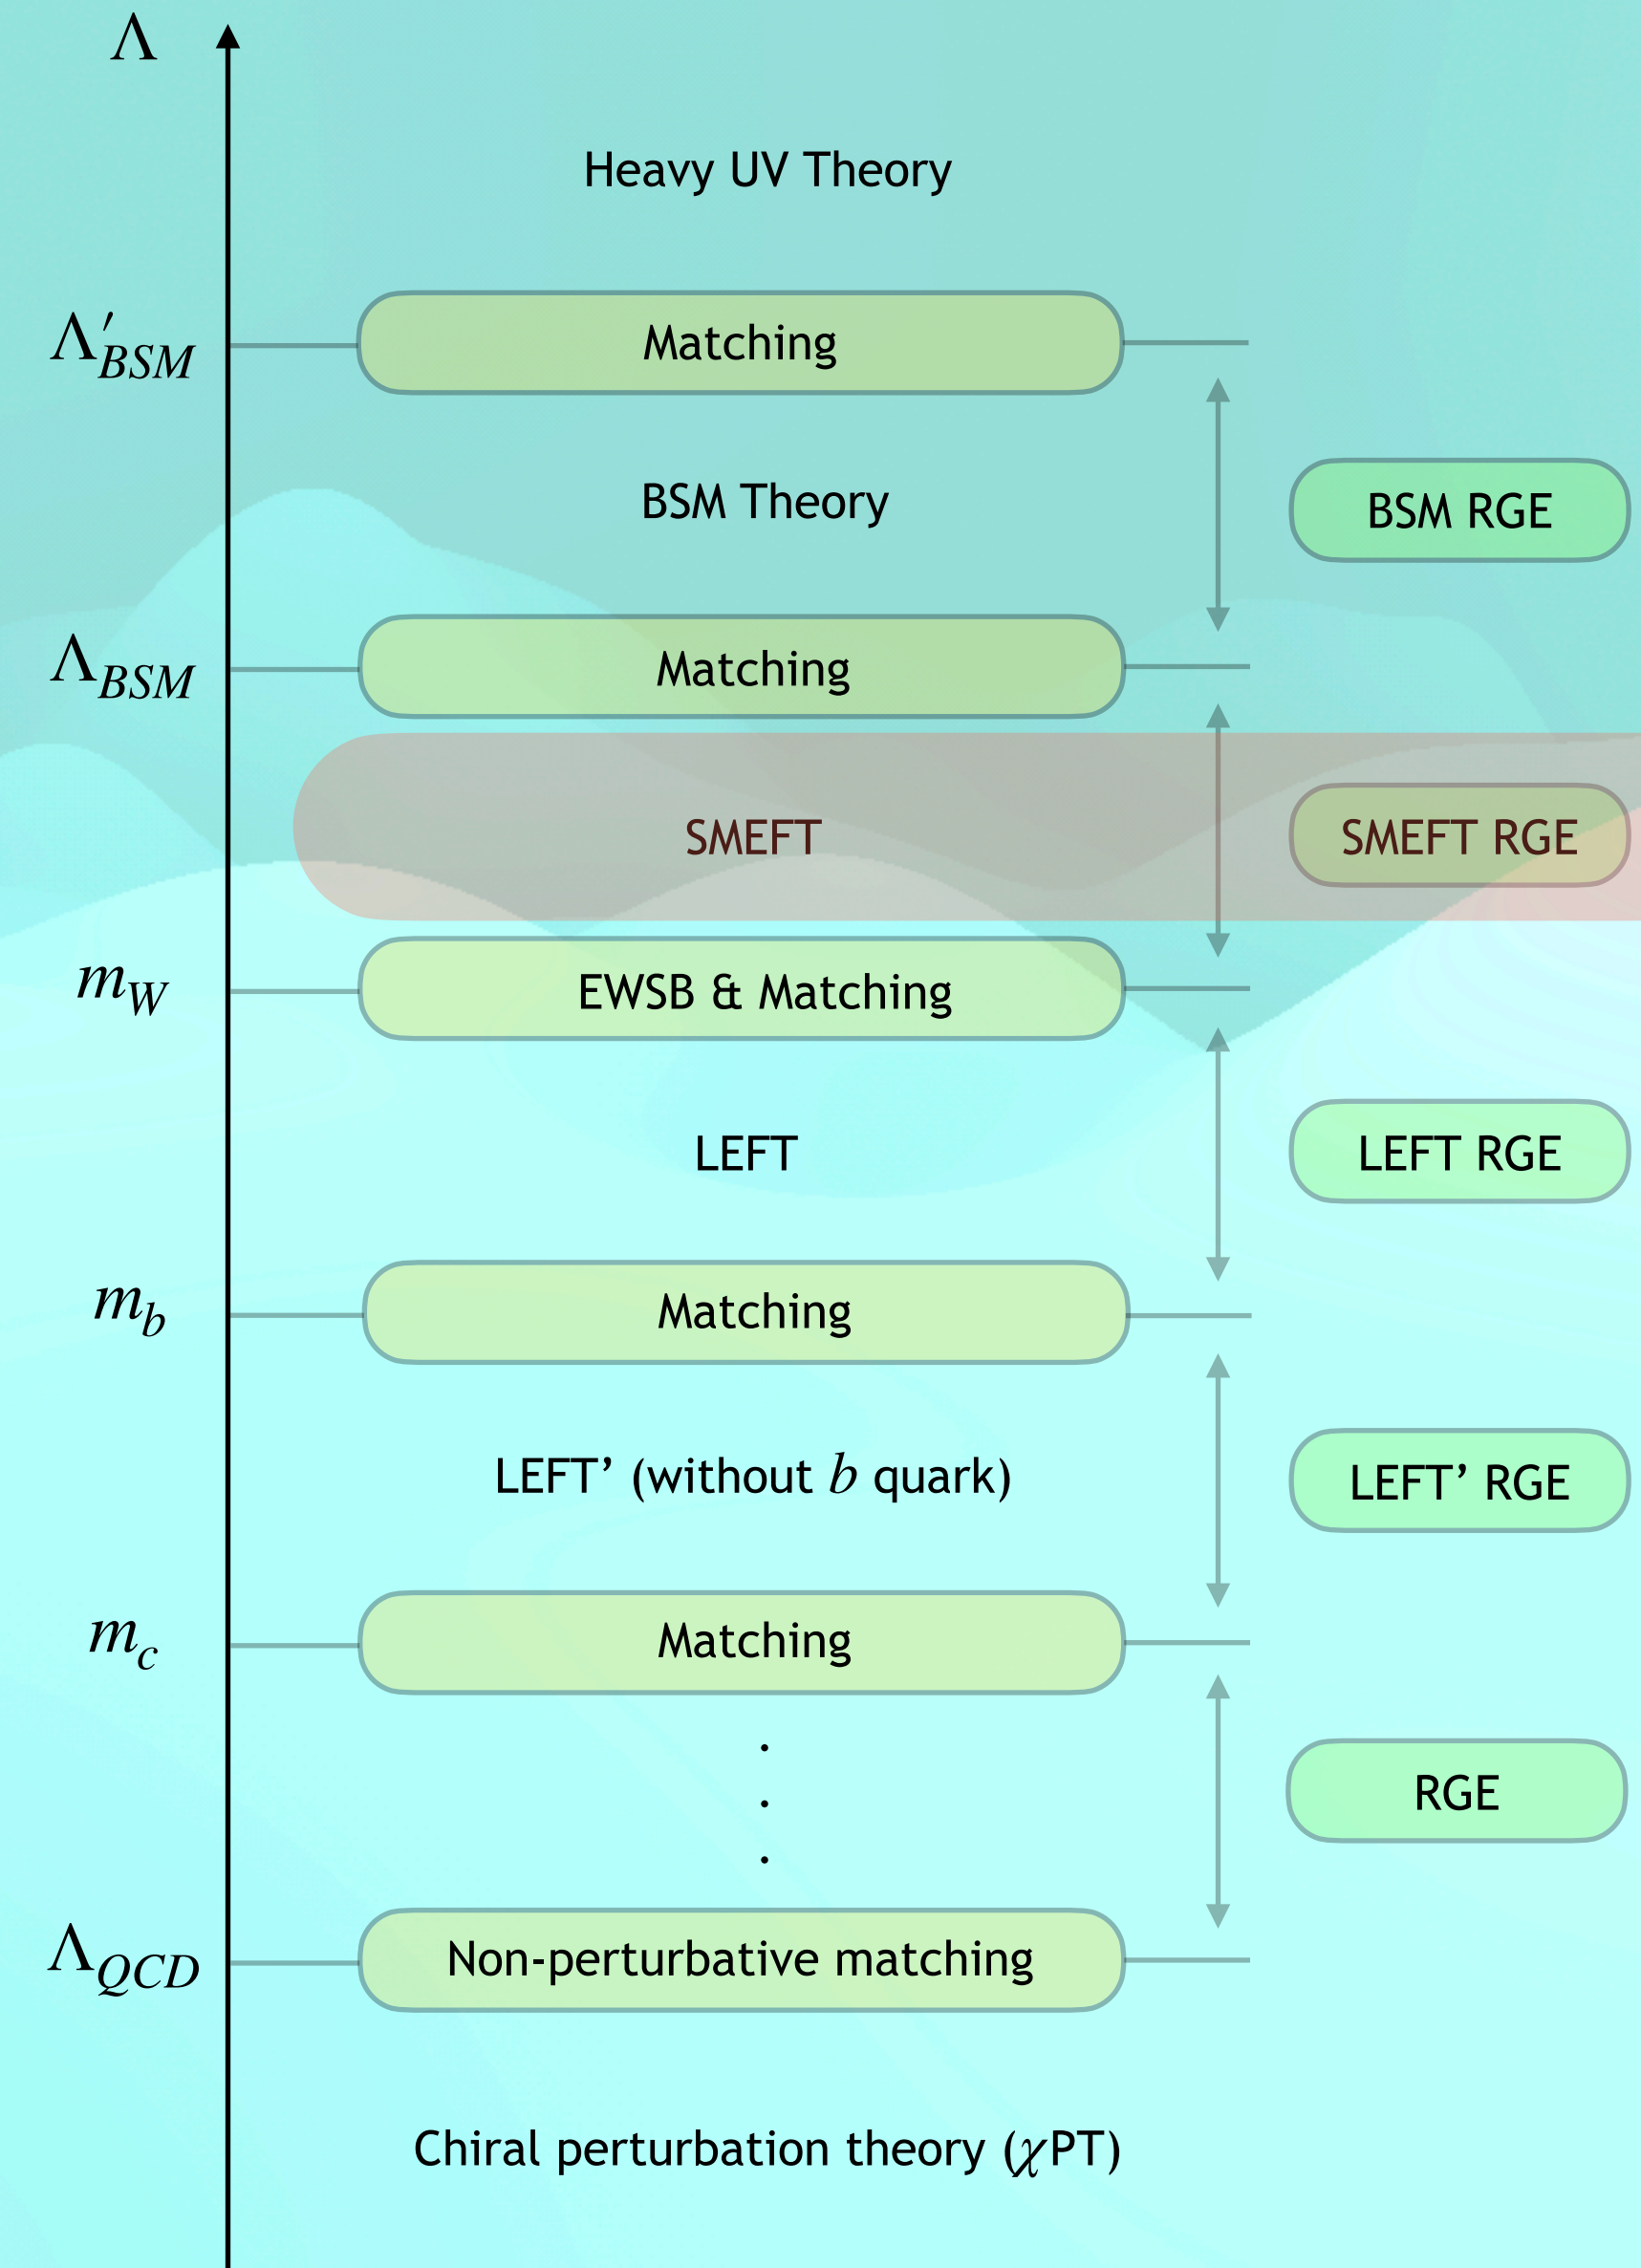 Λ
Heavy UV Theory
Λ′BSM
Matching
BSM Theory
BSM RGE
ΛBSM
Matching
SMEFT
SMEFT RGE
mW
EWSB & Matching
LEFT
LEFT RGE
mb
Matching
LEFT’ (without b quark)
LEFT’ RGE
mc
Matching
.
.
.
RGE
ΛQCD
Non-perturbative matching
Chiral perturbation theory (χPT)